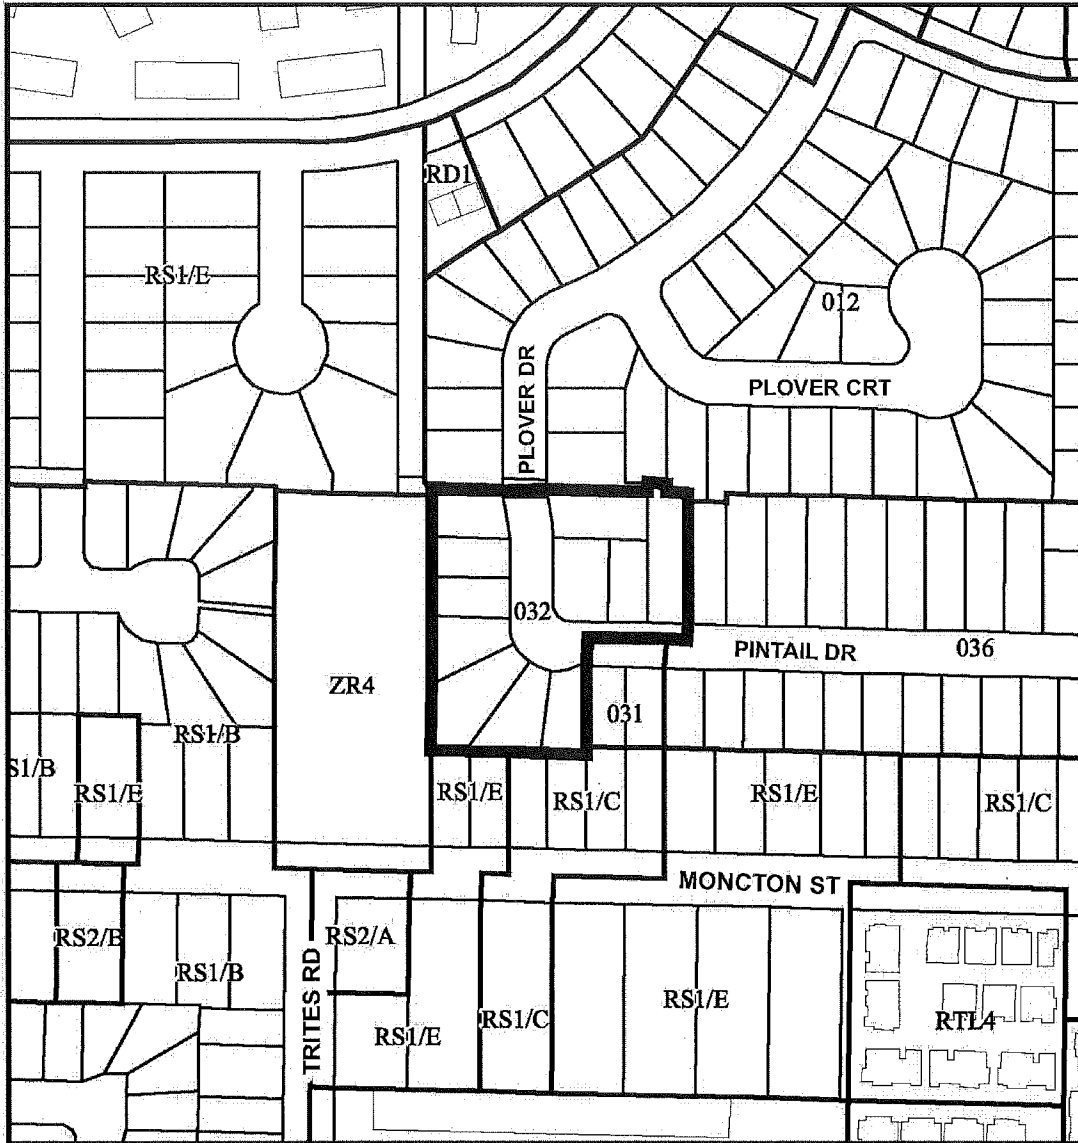 RD1
RS1/E
012
PLOVER DR
PLOVER CRT
032
PINTAIL DR
036
ZR4
031
RS1/B
S1/B
RS1/E
RS1/E
RS1/C
RS1/E
RS1/C
MONCTON ST
RS2/B
RS1/B
TRITES RD
RS2/A
RS1/E
RS1/C
RS1/E
RTL4